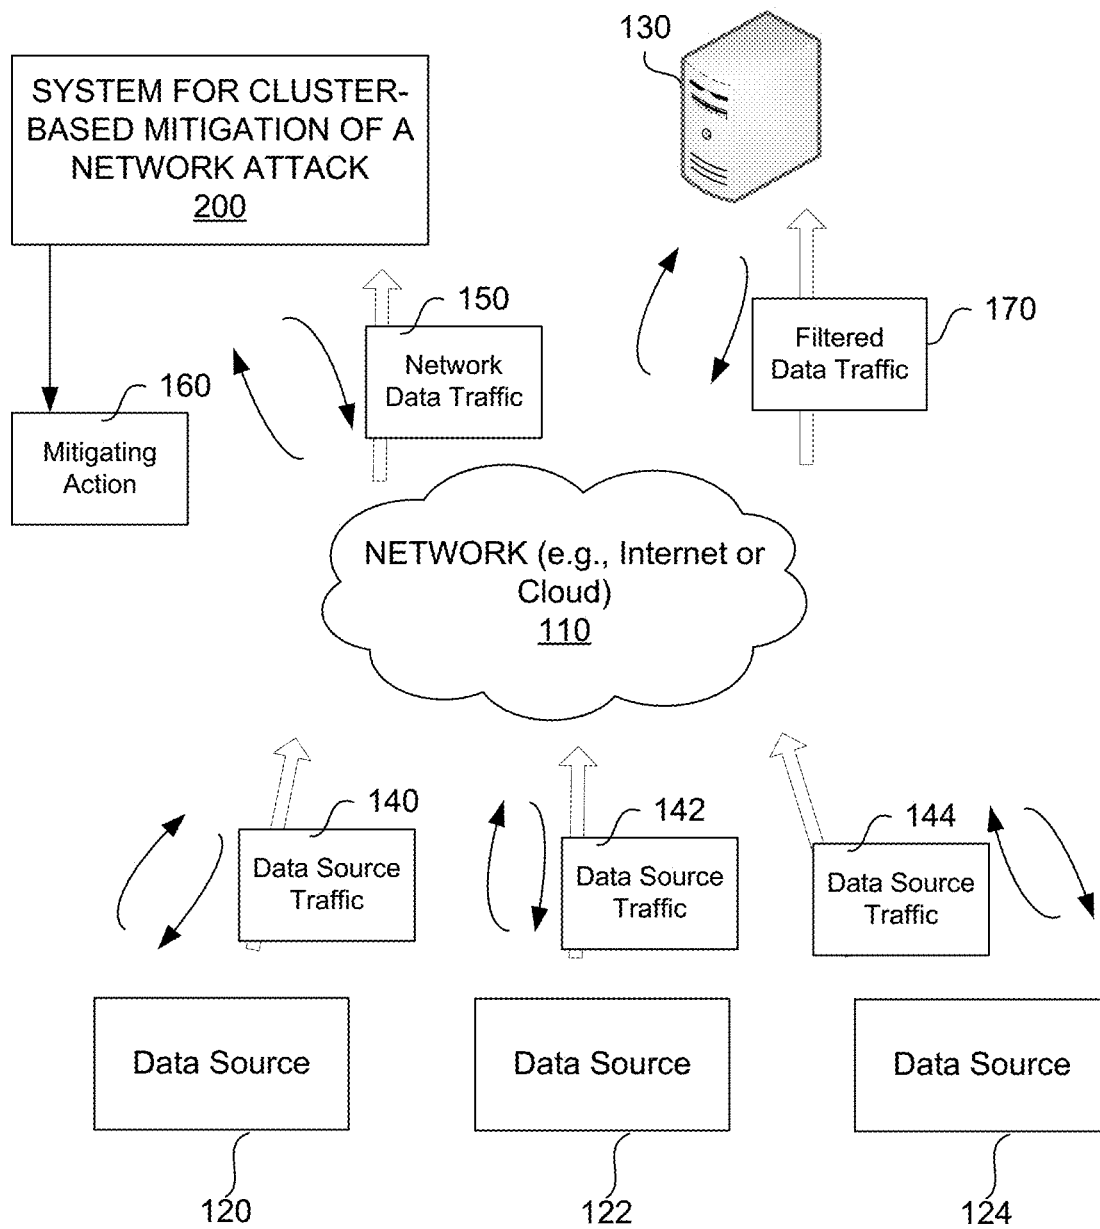 130
SYSTEM FOR CLUSTER-
BASED MITIGATION OF A
NETWORK ATTACK
200
150
Network
Data Traffic
170
Filtered
Data Traffic
160
Mitigating
Action
NETWORK (e.g., Internet or
Cloud)
110
140
Data Source
Traffic
142
Data Source
Traffic
144
Data Source
Traffic
Data Source
Data Source
Data Source
120
122
124